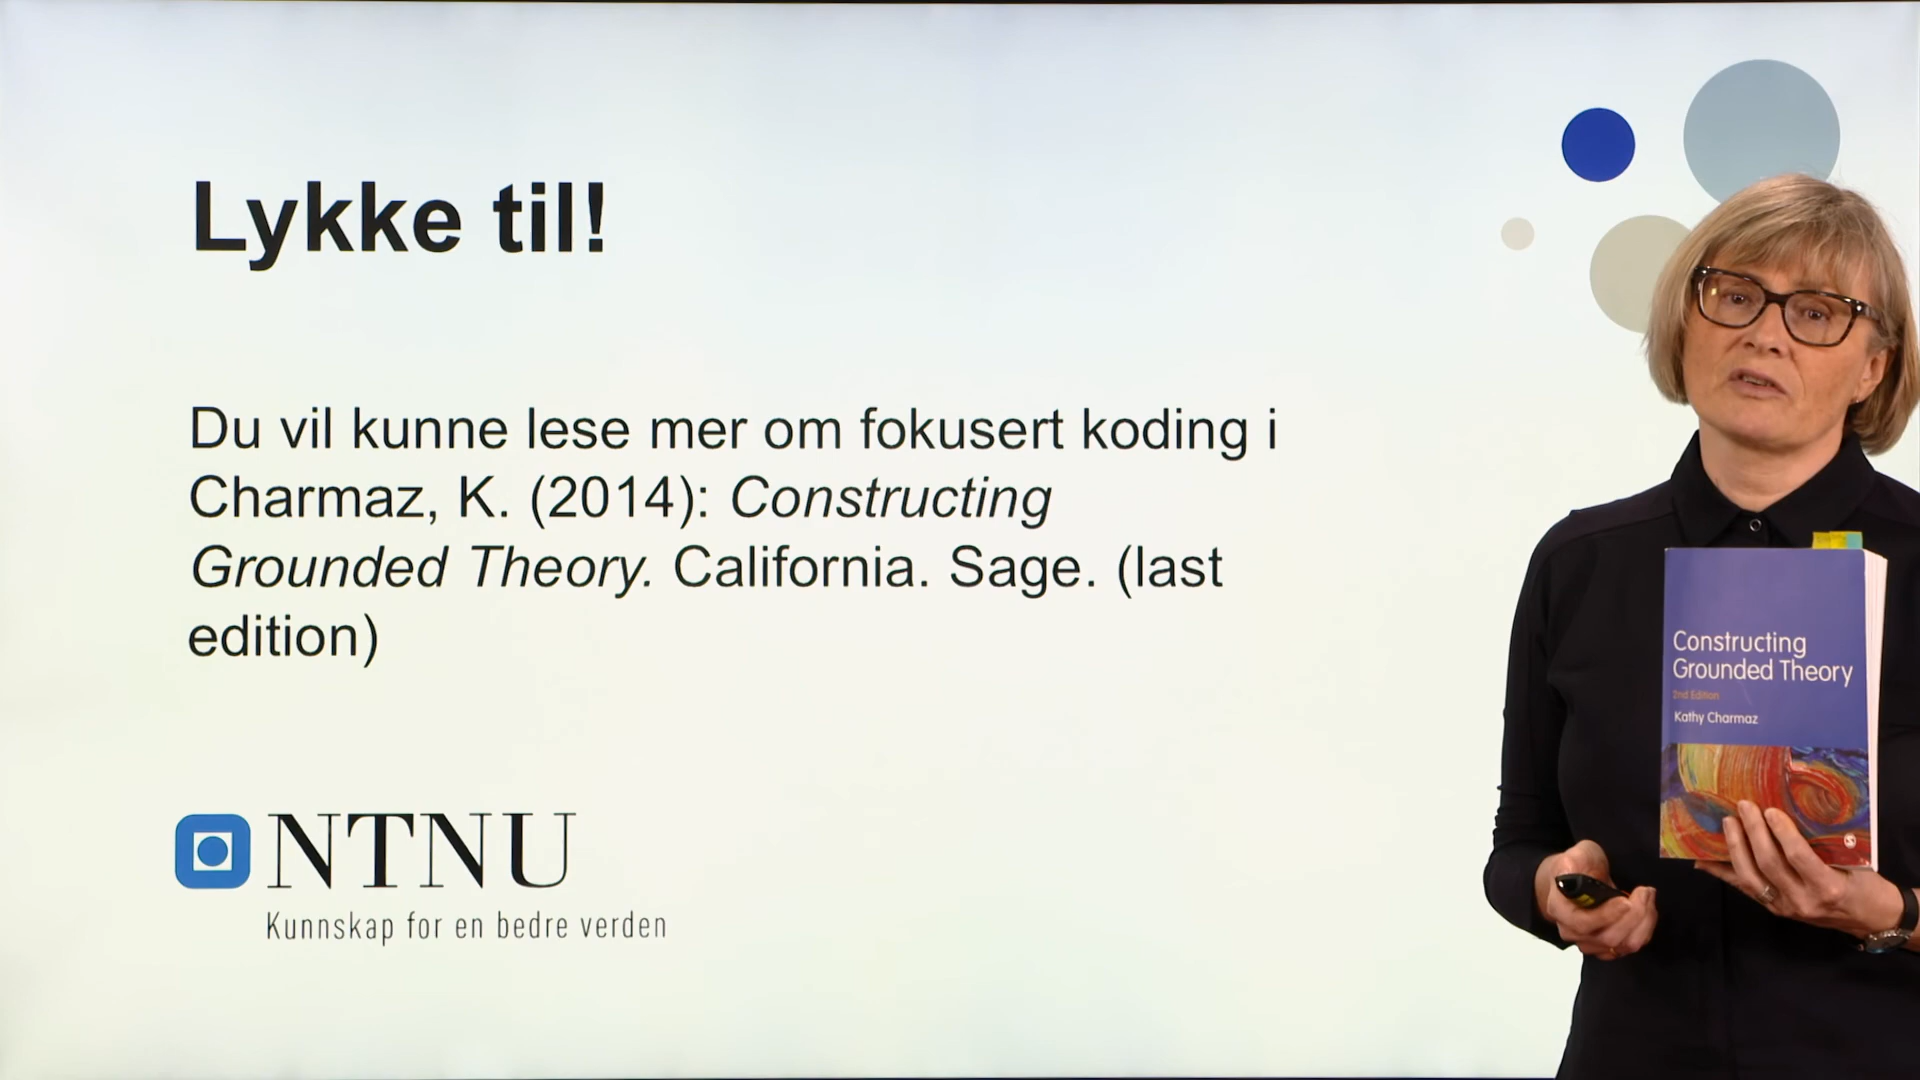 Lykke til!
Du vil kunne lese mer om fokusert koding i
Charmaz, K. (2014): Constructing
Grounded Theory. California. Sage. (last
edition)
NTNU
Kunnskap for en bedre verden
Constructing
Grounded Theory
2nd Edition
Kathy Charmaz